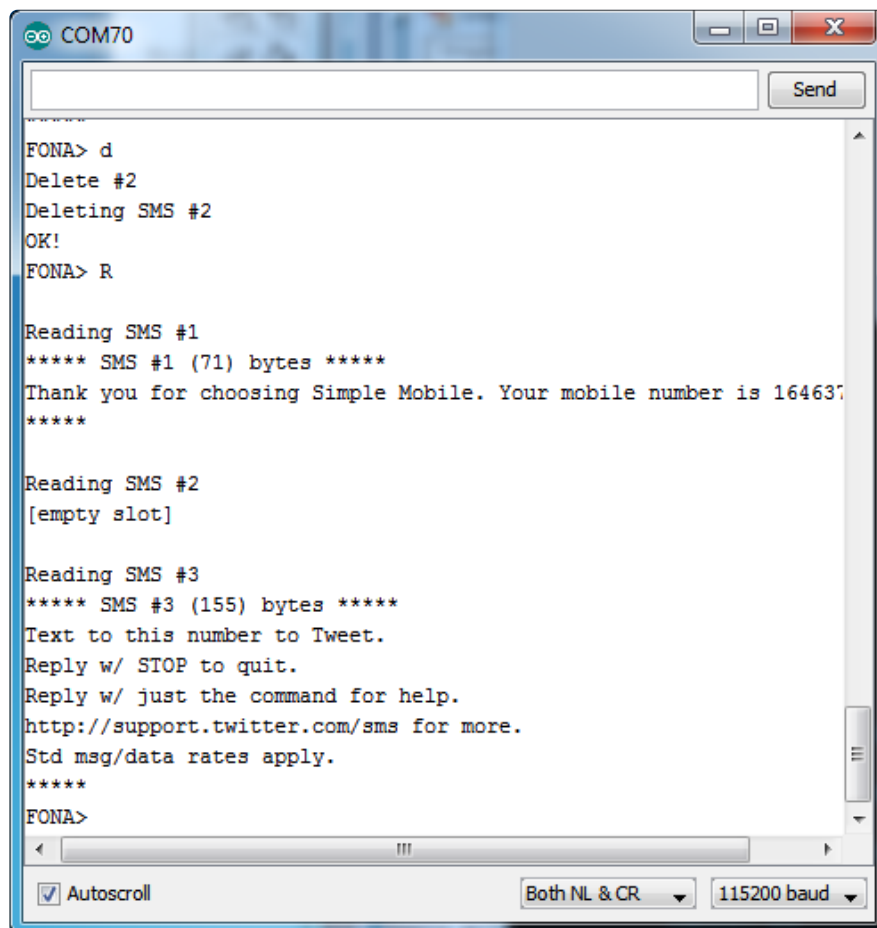 COM70
Send
FONA> d
Delete #2
Deleting SMS #2
OK!
FONA> R
Reading SMS #1
***** SMS #1 (71) bytes *****
Thank you for choosing Simple Mobile. Your mobile number is 164637
*****
Reading SMS #2
[empty slot]
Reading SMS #3
***** SMS #3 (155) bytes *****
Text to this number to Tweet.
Reply w/ STOP to quit.
Reply w/ just the command for help.
http://support.twitter.com/sms for more.
Std msg/data rates apply.
*****
FONA>
Autoscroll
Both NL & CR
115200 baud